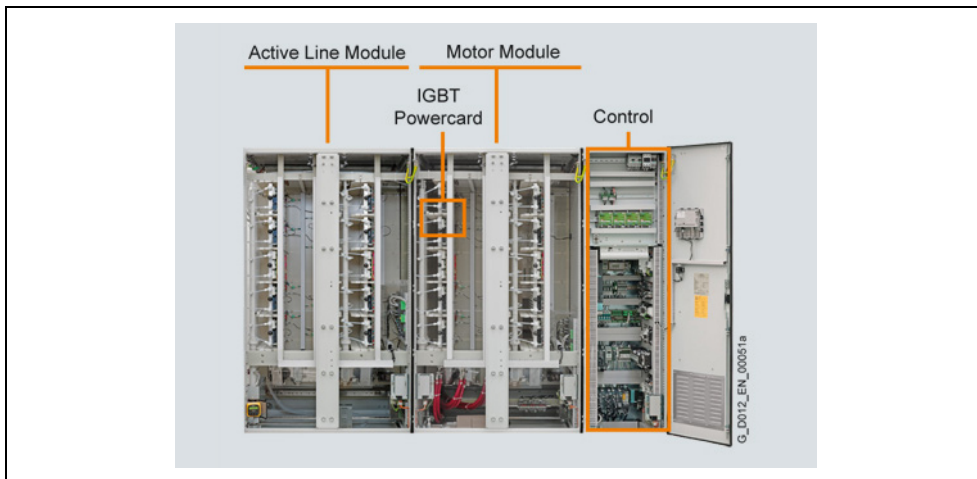 Active Line Module
Motor Module
IGBT
Powercard
Control
G_D012_EN_00051a